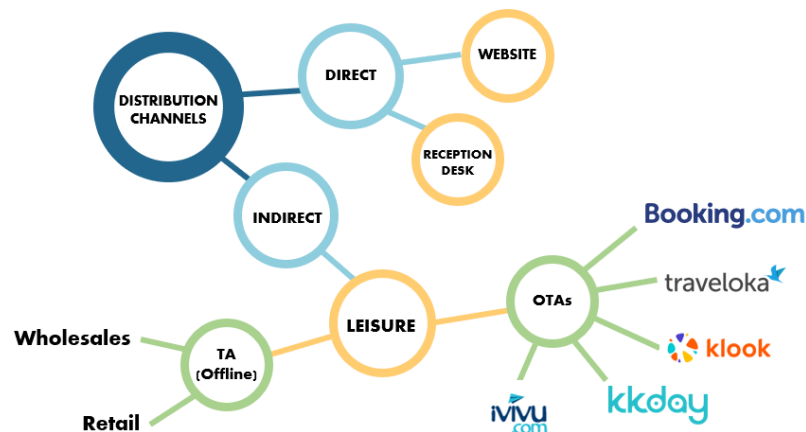 DISTRIBUTION
CHANNELS
DIRECT
WEBSITE
RECEPTION
DESK
INDIRECT
LEISURE
OTAs
Booking.com
traveloka
klook
kkday
iVIVU
.com
TA
(Offline)
Wholesales
Retail